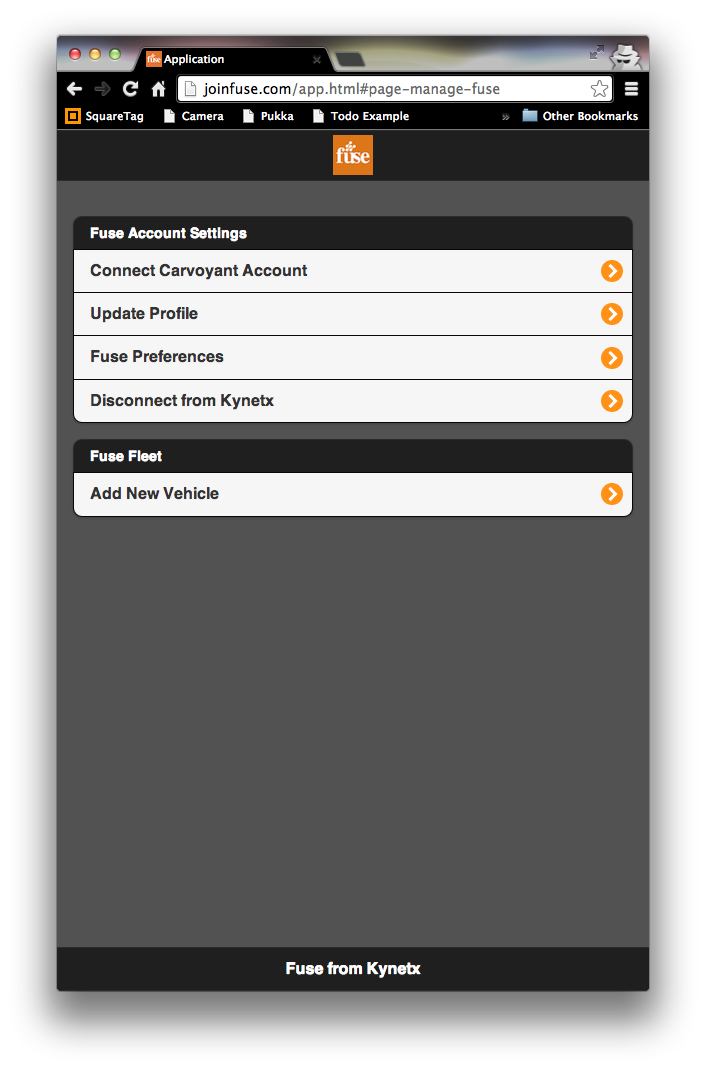 fuse Application
joinfuse.com/app.html#page-manage-fuse
SquareTag Camera Pukka Todo Example » Other Bookmarks
fuse
Fuse Account Settings
Connect Carvoyant Account
Update Profile
Fuse Preferences
Disconnect from Kynetx
Fuse Fleet
Add New Vehicle
Fuse from Kynetx